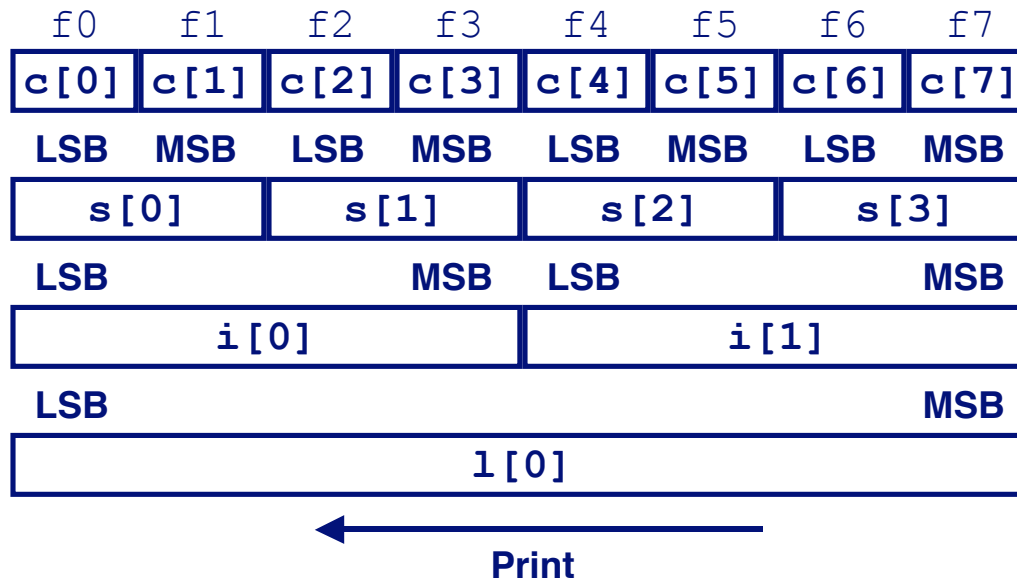 f0 f1 f2 f3 f4 f5 f6 f7
c[0] c[1] c[2] c[3] c[4] c[5] c[6] c[7]
LSB MSB LSB MSB LSB MSB LSB MSB
s[0] s[1] s[2] s[3]
LSB MSB LSB MSB
i[0] i[1]
LSB MSB
l[0]
Print